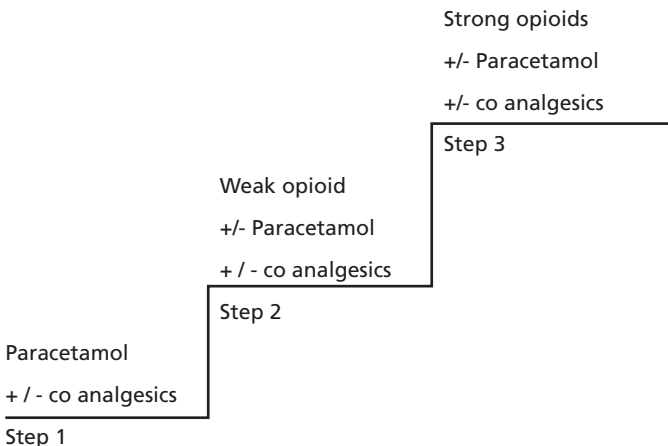 Strong opioids
+/- Paracetamol
+/- co analgesics
Step 3
Weak opioid
+/- Paracetamol
+ / - co analgesics
Step 2
Paracetamol
+ / - co analgesics
Step 1